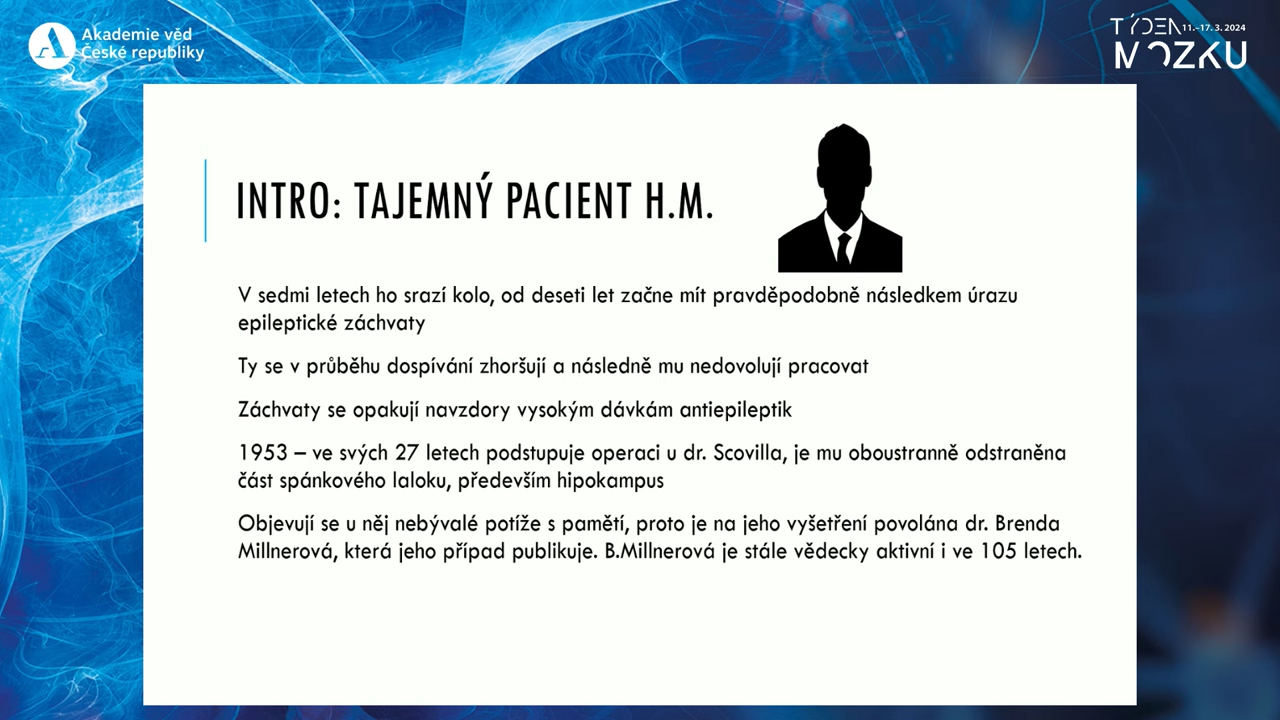 Akademie věd
České republiky
TÝDEN 11.–17. 3. 2024
MOZKU
INTRO: TAJEMNÝ PACIENT H.M.
V sedmi letech ho srazí kolo, od deseti let začne mít pravděpodobně následkem úrazu
epileptické záchvaty
Ty se v průběhu dospívání zhoršují a následně mu nedovolují pracovat
Záchvaty se opakují navzdory vysokým dávkám antiepileptik
1953 – ve svých 27 letech podstupuje operaci u dr. Scovilla, je mu oboustranně odstraněna
část spánkového laloku, především hipokampus
Objevují se u něj nebývalé potíže s pamětí, proto je na jeho vyšetření povolána dr. Brenda
Millnerová, která jeho případ publikuje. B.Millnerová je stále vědecky aktivní i ve 105 letech.